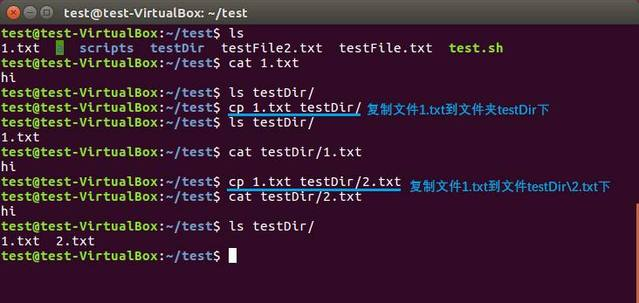 test@test-VirtualBox: ~/test
test@test-VirtualBox:~/test$ ls
1.txt a scripts testDir testFile2.txt testFile.txt test.sh
test@test-VirtualBox:~/test$ cat 1.txt
hi
test@test-VirtualBox:~/test$ ls testDir/
test@test-VirtualBox:~/test$ cp 1.txt testDir/ 复制文件1.txt到文件夹testDir下
test@test-VirtualBox:~/test$ ls testDir/
1.txt
test@test-VirtualBox:~/test$ cat testDir/1.txt
hi
test@test-VirtualBox:~/test$ cp 1.txt testDir/2.txt 复制文件1.txt到文件testDir\2.txt下
test@test-VirtualBox:~/test$ cat testDir/2.txt
hi
test@test-VirtualBox:~/test$ ls testDir/
1.txt 2.txt
test@test-VirtualBox:~/test$